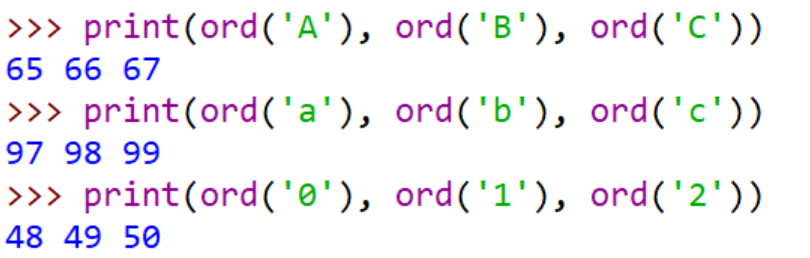 >>> print(ord('A'), ord('B'), ord('C'))
65 66 67
>>> print(ord('a'), ord('b'), ord('c'))
97 98 99
>>> print(ord('0'), ord('1'), ord('2'))
48 49 50